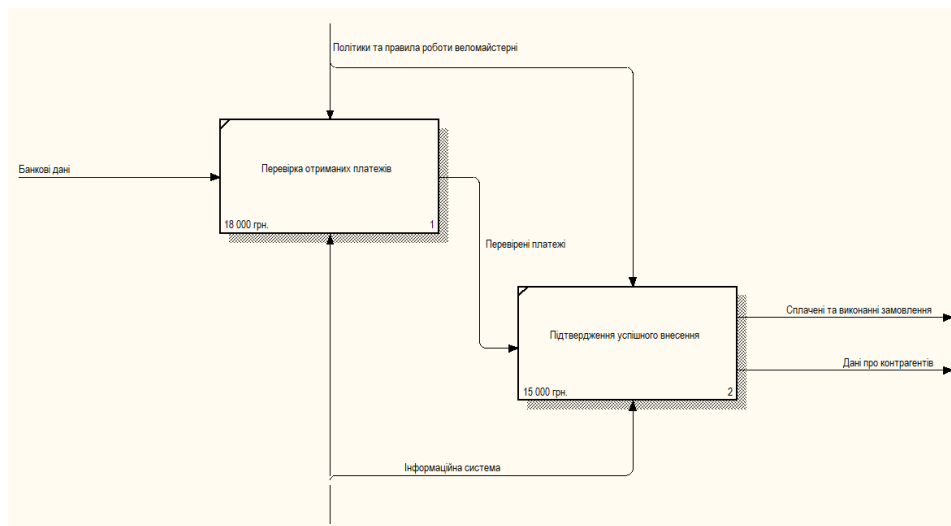 Політики та правила роботи веломайстерні
Банкові дані
Перевірка отриманих платежів
18 000 грн.
1
Перевірені платежі
Підтвердження успішного внесення
15 000 грн.
2
Сплачені та виконанні замовлення
Дані про контрагентів
Інформаційна система